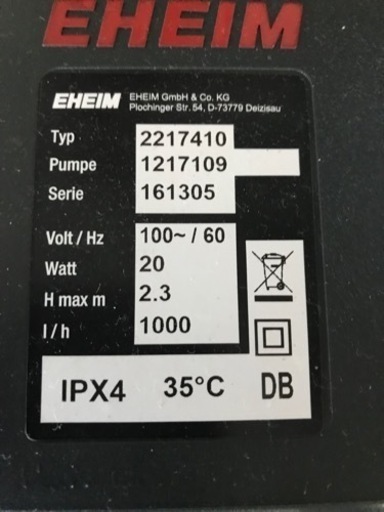 EHEIM
EHEIM EHEIM GmbH & Co. KG
Plochinger Str. 54, D-73779 Deizisau
Typ 2217410
Pumpe 1217109
Serie 161305
Volt / Hz 100~ / 60
Watt 20
H max m 2.3
l / h 1000
IPX4 35°C DB